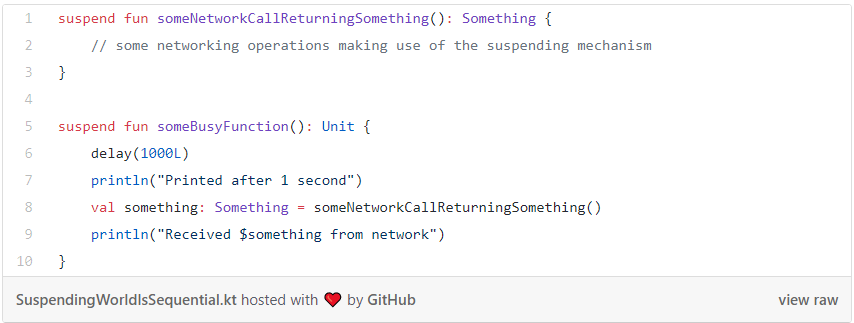 1 suspend fun someNetworkCallReturningSomething(): Something {
2 // some networking operations making use of the suspending mechanism
3 }
4
5 suspend fun someBusyFunction(): Unit {
6 delay(1000L)
7 println("Printed after 1 second")
8 val something: Something = someNetworkCallReturningSomething()
9 println("Received $something from network")
10 }
SuspendingWorldIsSequential.kt hosted with ❤ by GitHub view raw